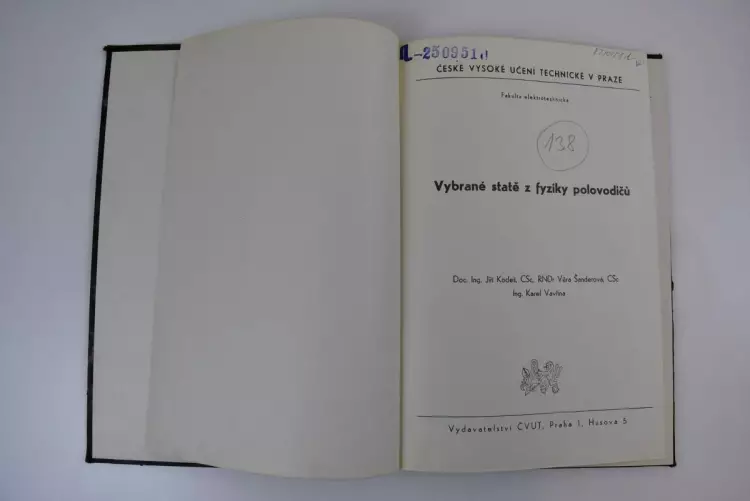 L-250951d
ČESKÉ VYSOKÉ UČENÍ TECHNICKÉ V PRAZE
Fakulta elektrotechnická
138
Vybrané statě z fyziky polovodičů
Doc. Ing. Jiří Kodeš, CSc, RNDr Věra Šanderová, CSc
Ing. Karel Vavřina
Vydavatelství ČVUT, Praha 1, Husova 5